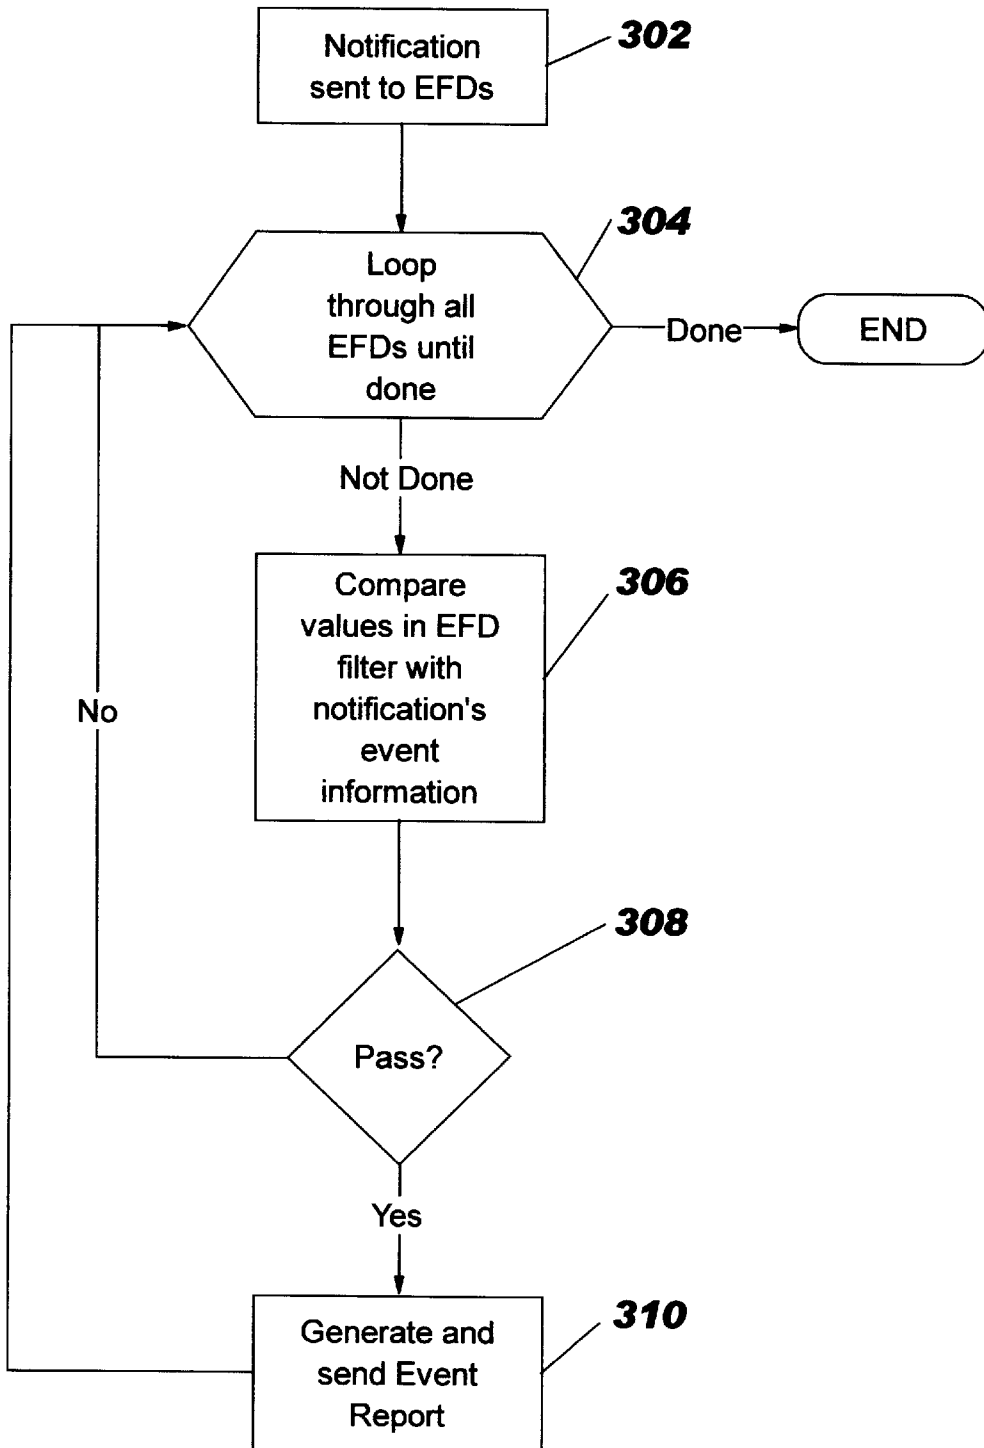 Notification
sent to EFDs
302
304
Loop
through all
EFDs until
done
Done
END
Not Done
Compare
values in EFD
filter with
notification's
event
information
306
No
308
Pass?
Yes
310
Generate and
send Event
Report